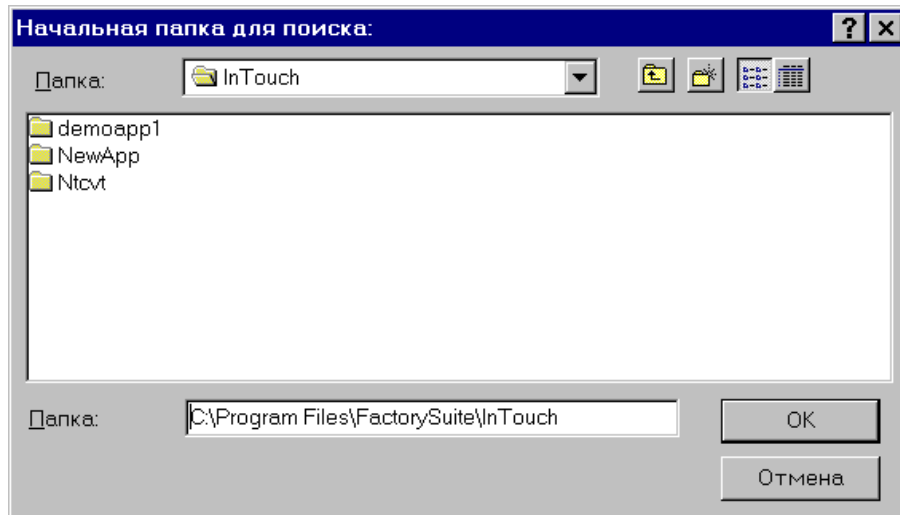 Начальная папка для поиска:
Папка: InTouch
demoapp1
NewApp
Ntcvt
Папка: C:\Program Files\FactorySuite\InTouch OK
Отмена